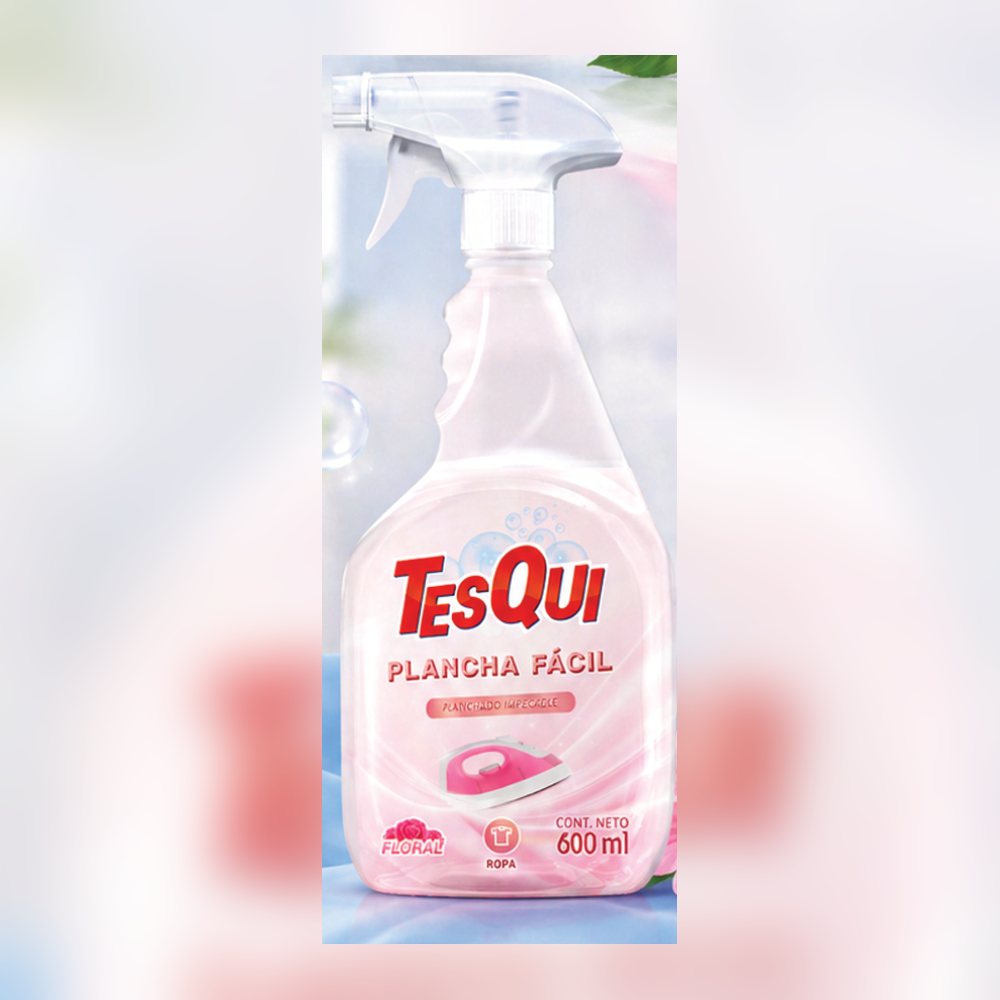 TESQUI
PLANCHA FÁCIL
PLANCHADO IMPECABLE
FLORAL
ROPA
CONT. NETO
600 ml